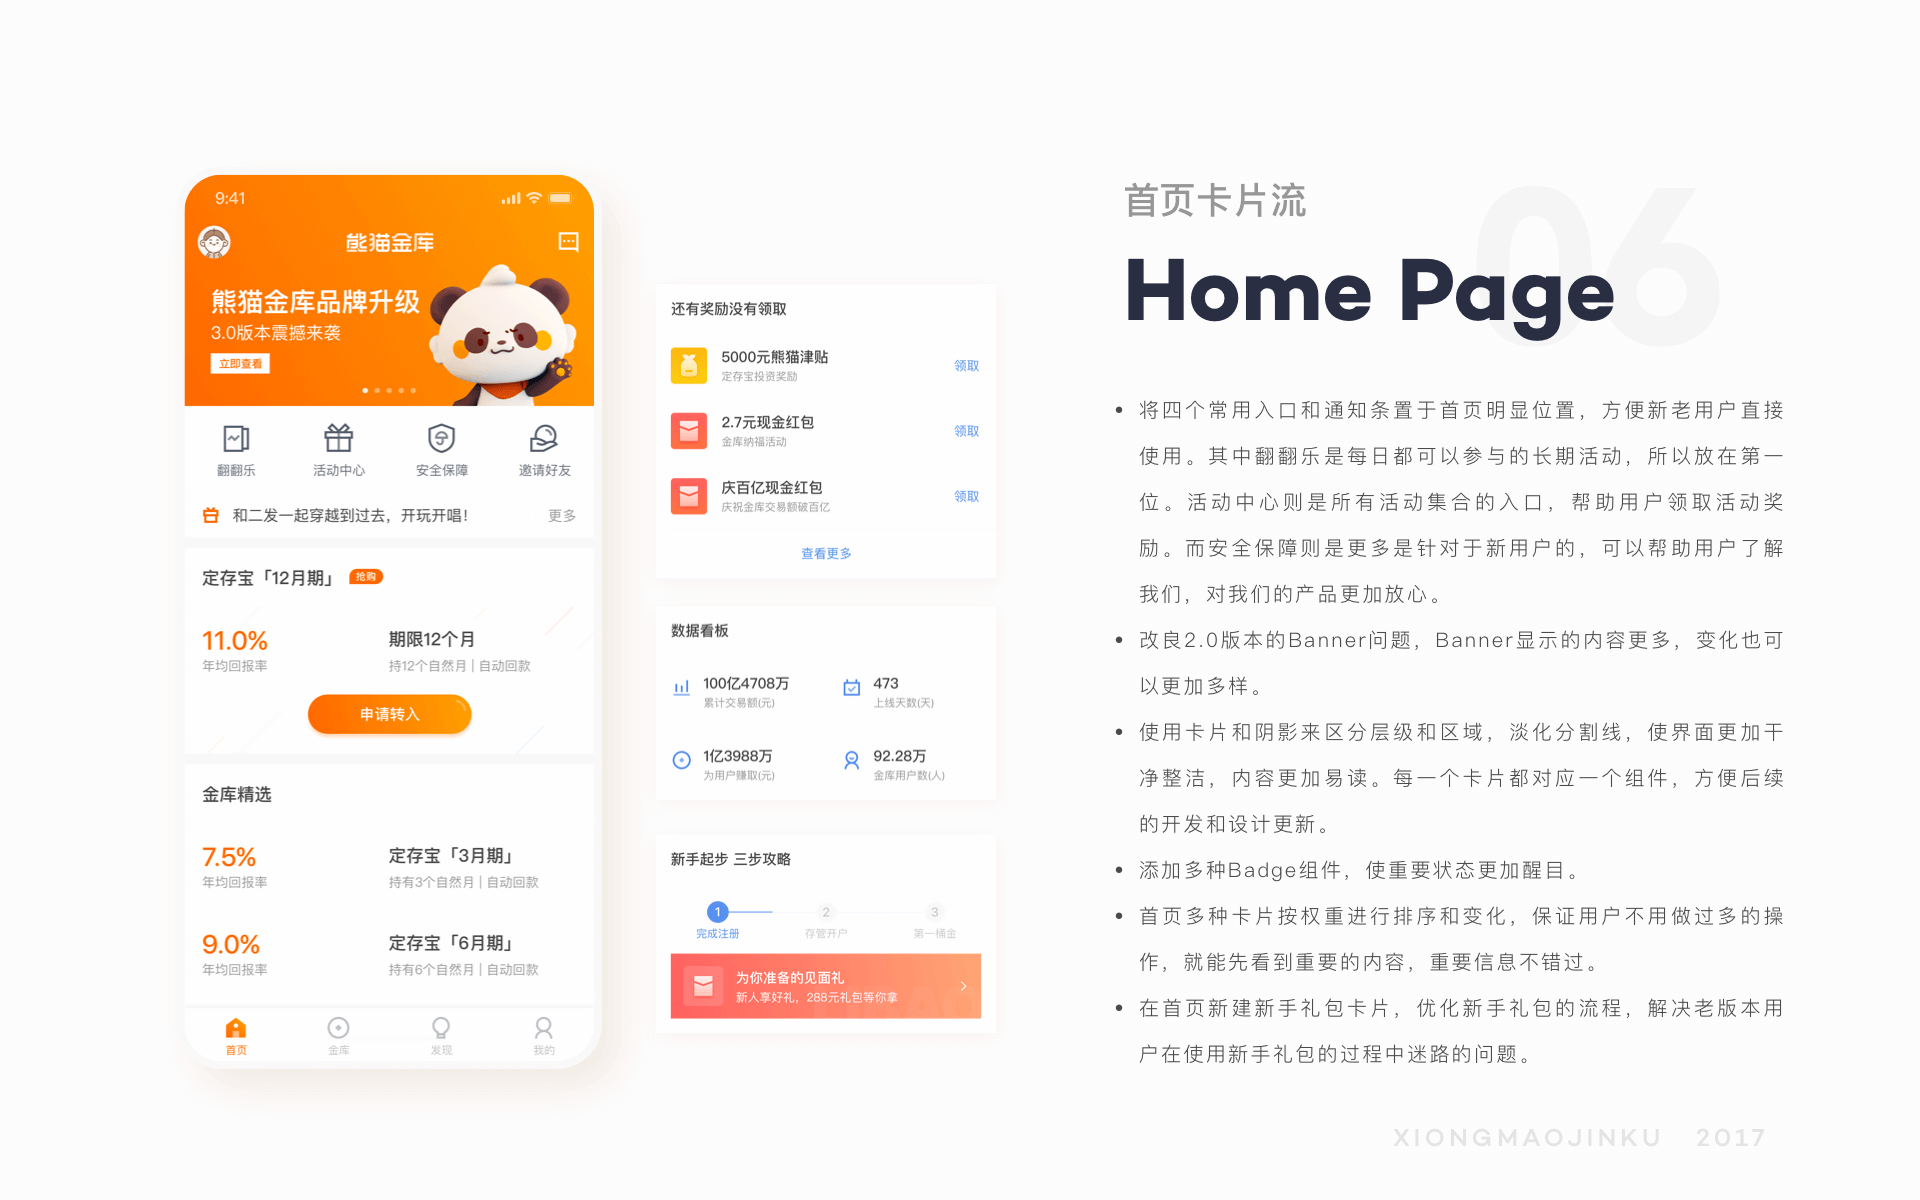 9:41
熊猫金库
熊猫金库品牌升级
3.0版本震撼来袭
立即查看
翻翻乐
活动中心
安全保障
邀请好友
和二发一起穿越到过去，开玩开唱！
更多
定存宝「12月期」
抢购
11.0%
年均回报率
期限12个月
持12个自然月 | 自动回款
申请转入
金库精选
7.5%
年均回报率
定存宝「3月期」
持有3个自然月 | 自动回款
9.0%
年均回报率
定存宝「6月期」
持有6个自然月 | 自动回款
首页
金库
发现
我的
还有奖励没有领取
5000元熊猫津贴
定存宝投资奖励
领取
2.7元现金红包
金库纳福活动
领取
庆百亿现金红包
庆祝金库交易额破百亿
领取
查看更多
数据看板
100亿4708万
累计交易额(元)
473
上线天数(天)
1亿3988万
为用户赚取(元)
92.28万
金库用户数(人)
新手起步 三步攻略
1
2
3
完成注册
存管开户
第一桶金
为你准备的见面礼
新人享好礼，288元礼包等你拿
首页卡片流
06
Home Page
将四个常用入口和通知条置于首页明显位置，方便新老用户直接
使用。其中翻翻乐是每日都可以参与的长期活动，所以放在第一
位。活动中心则是所有活动集合的入口，帮助用户领取活动奖
励。而安全保障则是更多是针对于新用户的，可以帮助用户了解
我们，对我们的产品更加放心。
改良2.0版本的Banner问题，Banner显示的内容更多，变化也可
以更加多样。
使用卡片和阴影来区分层级和区域，淡化分割线，使界面更加干
净整洁，内容更加易读。每一个卡片都对应一个组件，方便后续
的开发和设计更新。
添加多种Badge组件，使重要状态更加醒目。
首页多种卡片按权重进行排序和变化，保证用户不用做过多的操
作，就能先看到重要的内容，重要信息不错过。
在首页新建新手礼包卡片，优化新手礼包的流程，解决老版本用
户在使用新手礼包的过程中迷路的问题。
XIONGMAOJINKU 2017